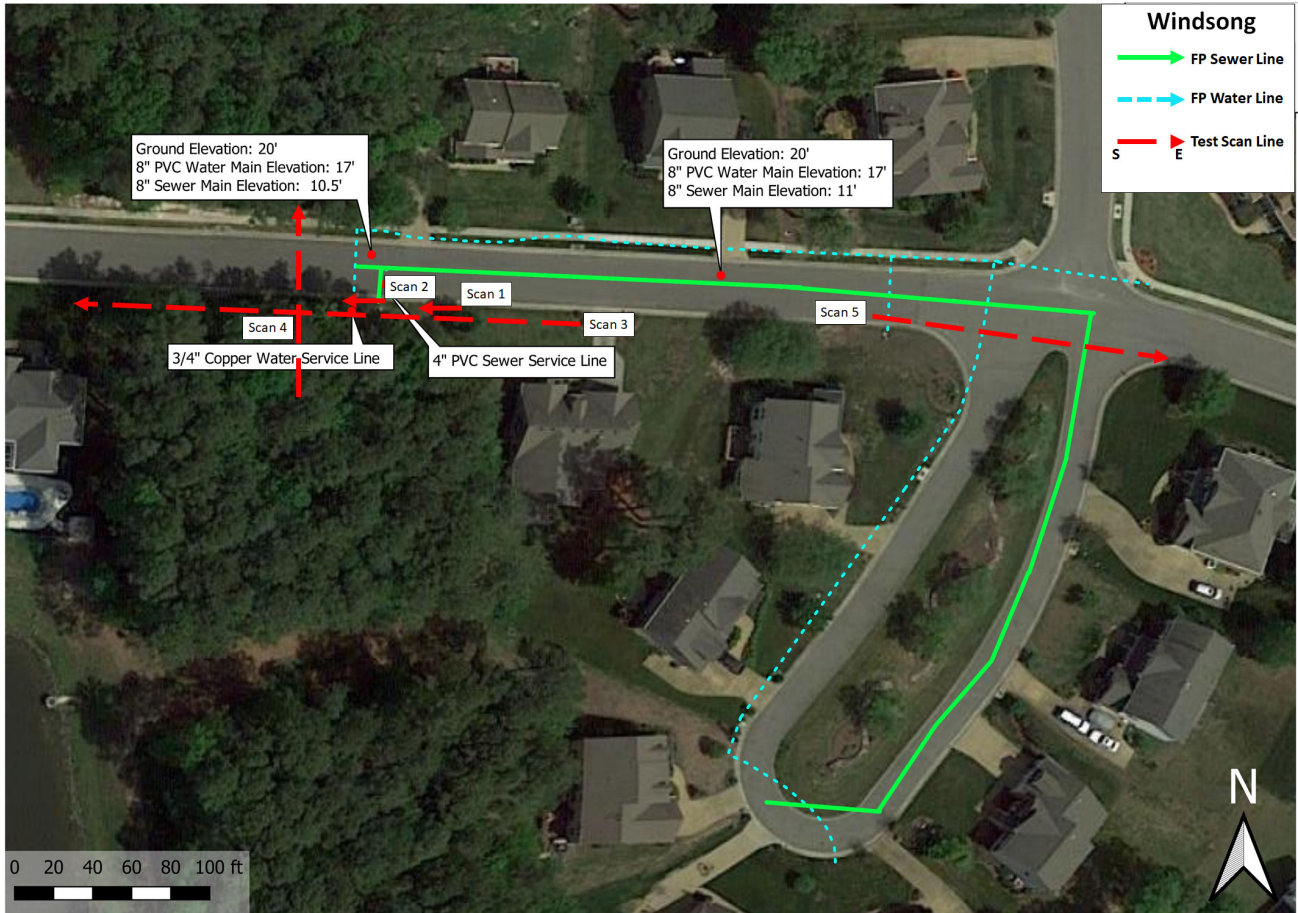 Windsong
FP Sewer Line
FP Water Line
Test Scan Line
S E
Ground Elevation: 20'
8" PVC Water Main Elevation: 17'
8" Sewer Main Elevation: 10.5'
Ground Elevation: 20'
8" PVC Water Main Elevation: 17'
8" Sewer Main Elevation: 11'
Scan 2
Scan 1
Scan 5
Scan 4
Scan 3
3/4" Copper Water Service Line
4" PVC Sewer Service Line
N
0 20 40 60 80 100 ft